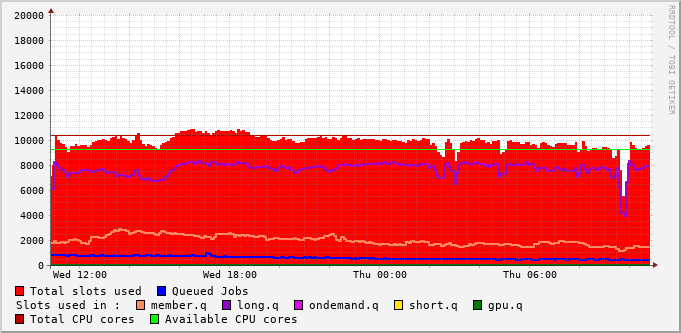 RRDTOOL / TOBI OETIKER
20000
18000
16000
14000
12000
10000
8000
6000
4000
2000
0
Wed 12:00 Wed 18:00 Thu 00:00 Thu 06:00
Total slots used Queued Jobs
Slots used in : member.q long.q ondemand.q short.q gpu.q
Total CPU cores Available CPU cores